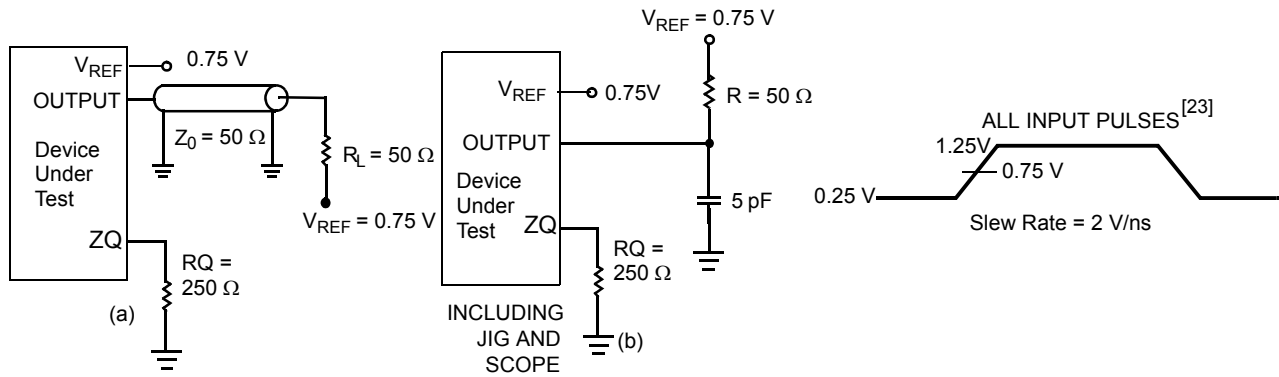 V_REF
0.75 V
OUTPUT
Z_0 = 50 Ω
Device
Under
Test
R_L = 50 Ω
V_REF = 0.75 V
ZQ
RQ =
250 Ω
(a)
V_REF = 0.75 V
V_REF
0.75V
R = 50 Ω
OUTPUT
Device
Under
Test
5 pF
ZQ
RQ =
250 Ω
INCLUDING
JIG AND
SCOPE
(b)
ALL INPUT PULSES[23]
1.25V
0.75 V
0.25 V
Slew Rate = 2 V/ns